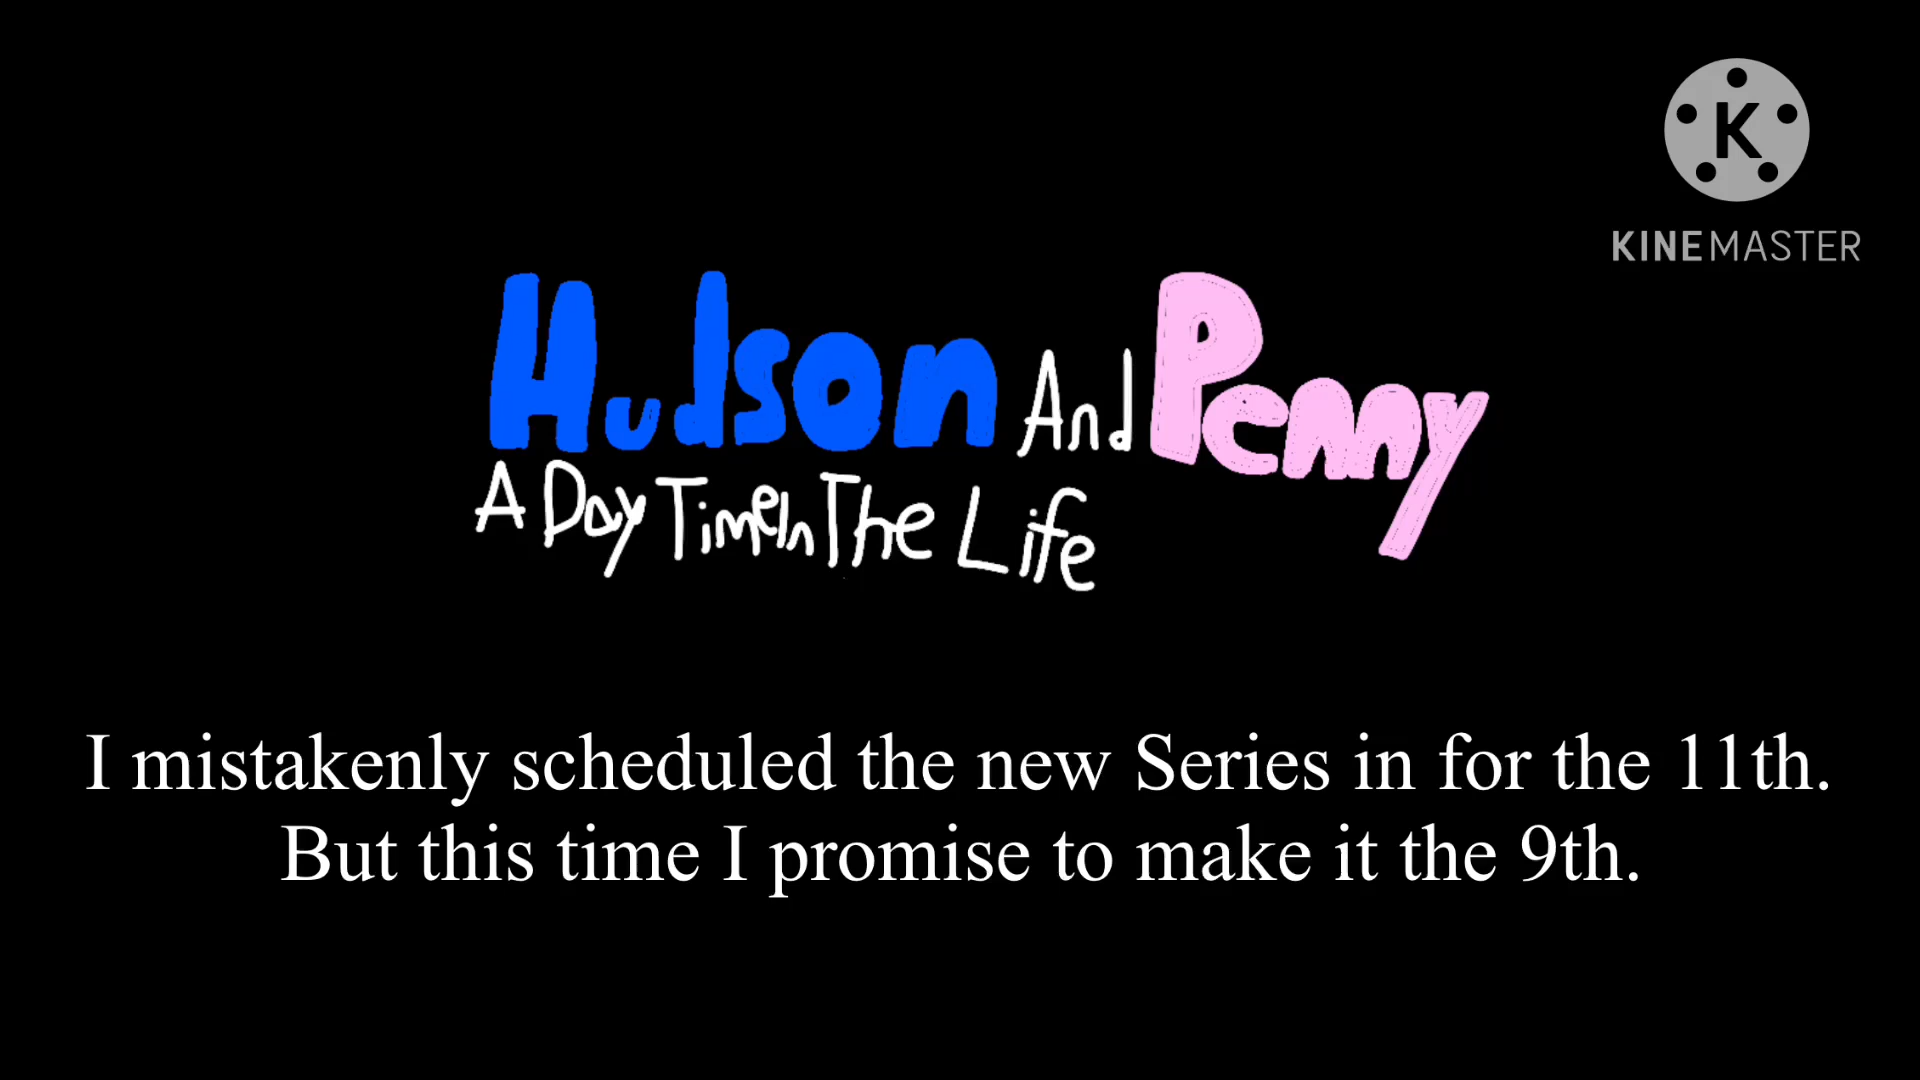 K
KINEMASTER
Hudson And Penny
A Day Time In The Life
I mistakenly scheduled the new Series in for the 11th.
But this time I promise to make it the 9th.